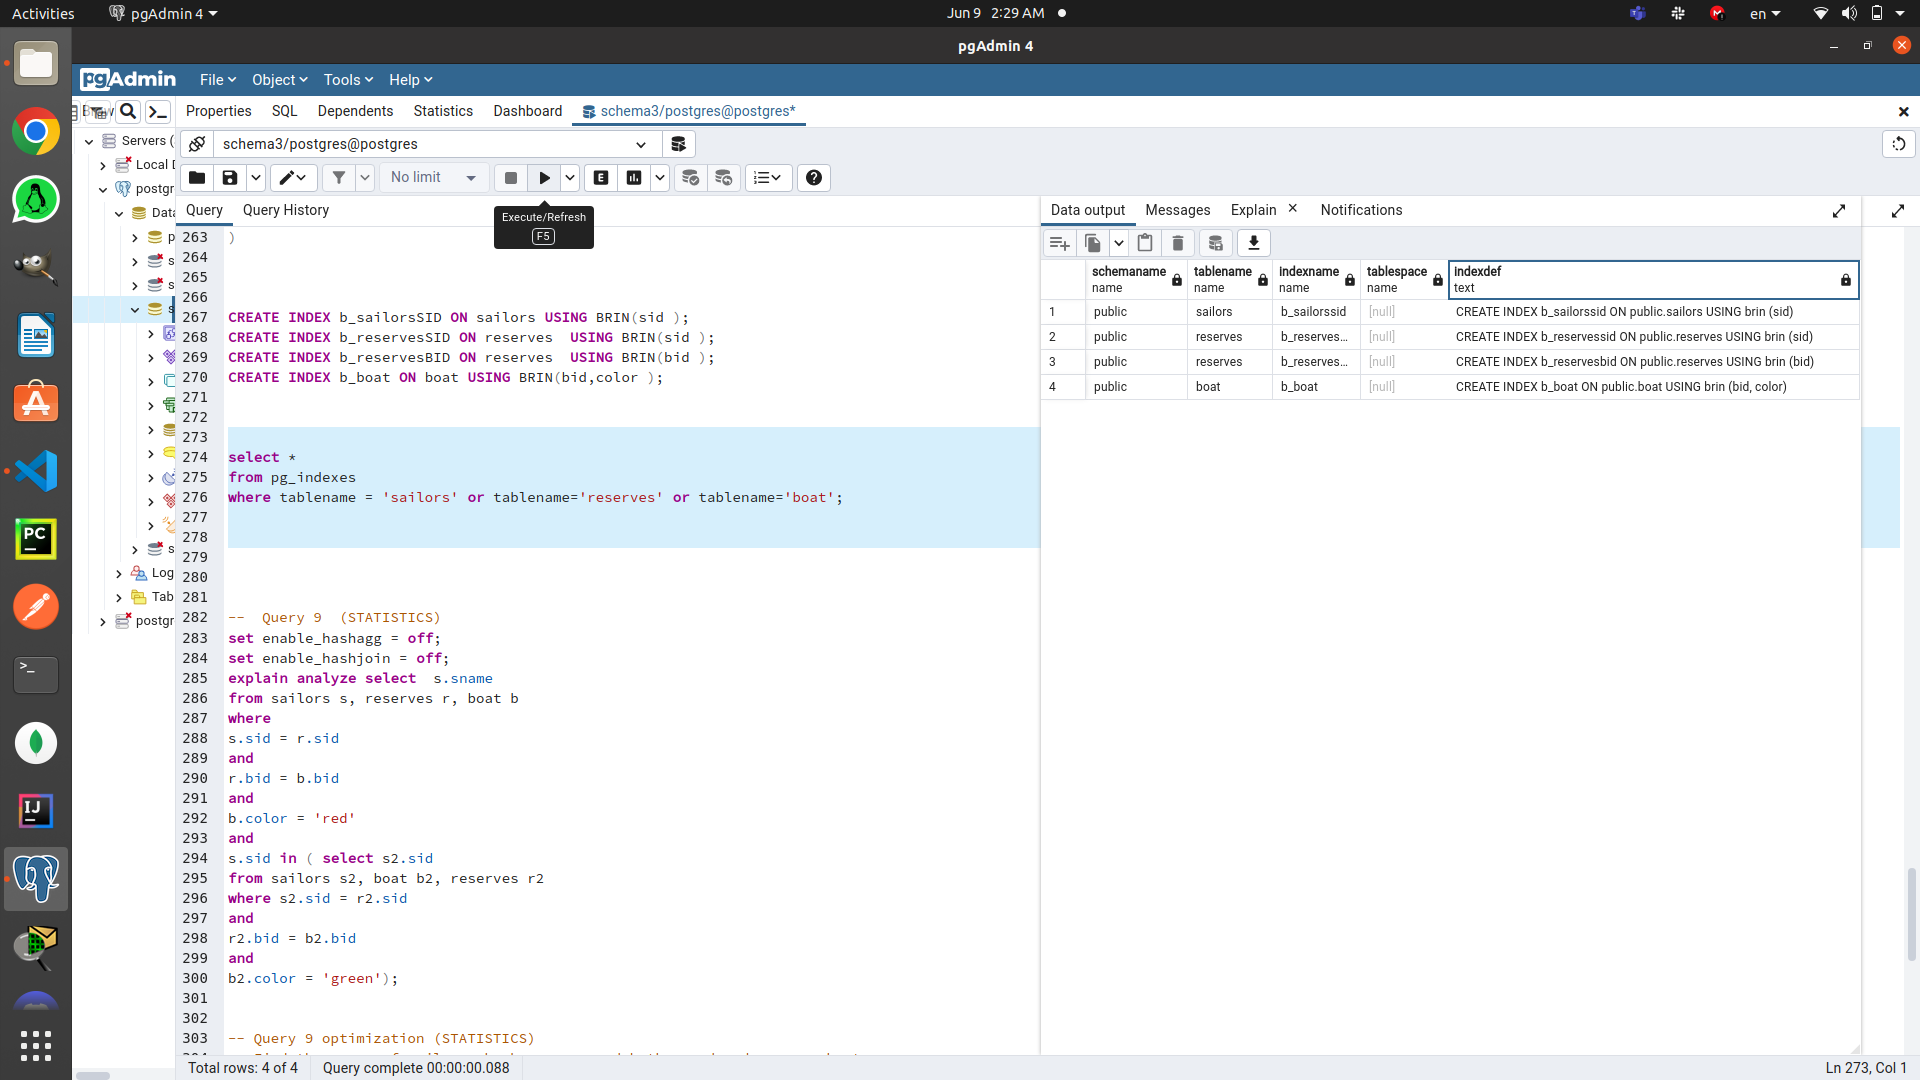 Activities
pgAdmin 4
Jun 9 2:29 AM
en
pgAdmin 4
pgAdmin
File
Object
Tools
Help
Properties
SQL
Dependents
Statistics
Dashboard
schema3/postgres@postgres*
Servers (
Local D
postgr
Data
p
s
s
s
s
Log
Tab
postgr
schema3/postgres@postgres
No limit
E
Execute/Refresh
F5
Query
Query History
263 )
264
265
266
267 CREATE INDEX b_sailorsSID ON sailors USING BRIN(sid );
268 CREATE INDEX b_reservesSID ON reserves  USING BRIN(sid );
269 CREATE INDEX b_reservesBID ON reserves  USING BRIN(bid );
270 CREATE INDEX b_boat ON boat USING BRIN(bid,color );
271
272
273
274 select *
275 from pg_indexes
276 where tablename = 'sailors' or tablename='reserves' or tablename='boat';
277
278
279
280
281
282 --  Query 9  (STATISTICS)
283 set enable_hashagg = off;
284 set enable_hashjoin = off;
285 explain analyze select  s.sname
286 from sailors s, reserves r, boat b
287 where
288 s.sid = r.sid
289 and
290 r.bid = b.bid
291 and
292 b.color = 'red'
293 and
294 s.sid in ( select s2.sid
295 from sailors s2, boat b2, reserves r2
296 where s2.sid = r2.sid
297 and
298 r2.bid = b2.bid
299 and
300 b2.color = 'green');
301
302
303 -- Query 9 optimization (STATISTICS)
Data output
Messages
Explain
Notifications
schemaname name
tablename name
indexname name
tablespace name
indexdef text
1 public sailors b_sailorssid [null] CREATE INDEX b_sailorssid ON public.sailors USING brin (sid)
2 public reserves b_reserves... [null] CREATE INDEX b_reservessid ON public.reserves USING brin (sid)
3 public reserves b_reserves... [null] CREATE INDEX b_reservesbid ON public.reserves USING brin (bid)
4 public boat b_boat [null] CREATE INDEX b_boat ON public.boat USING brin (bid, color)
Total rows: 4 of 4
Query complete 00:00:00.088
Ln 273, Col 1
PC
IJ
>_